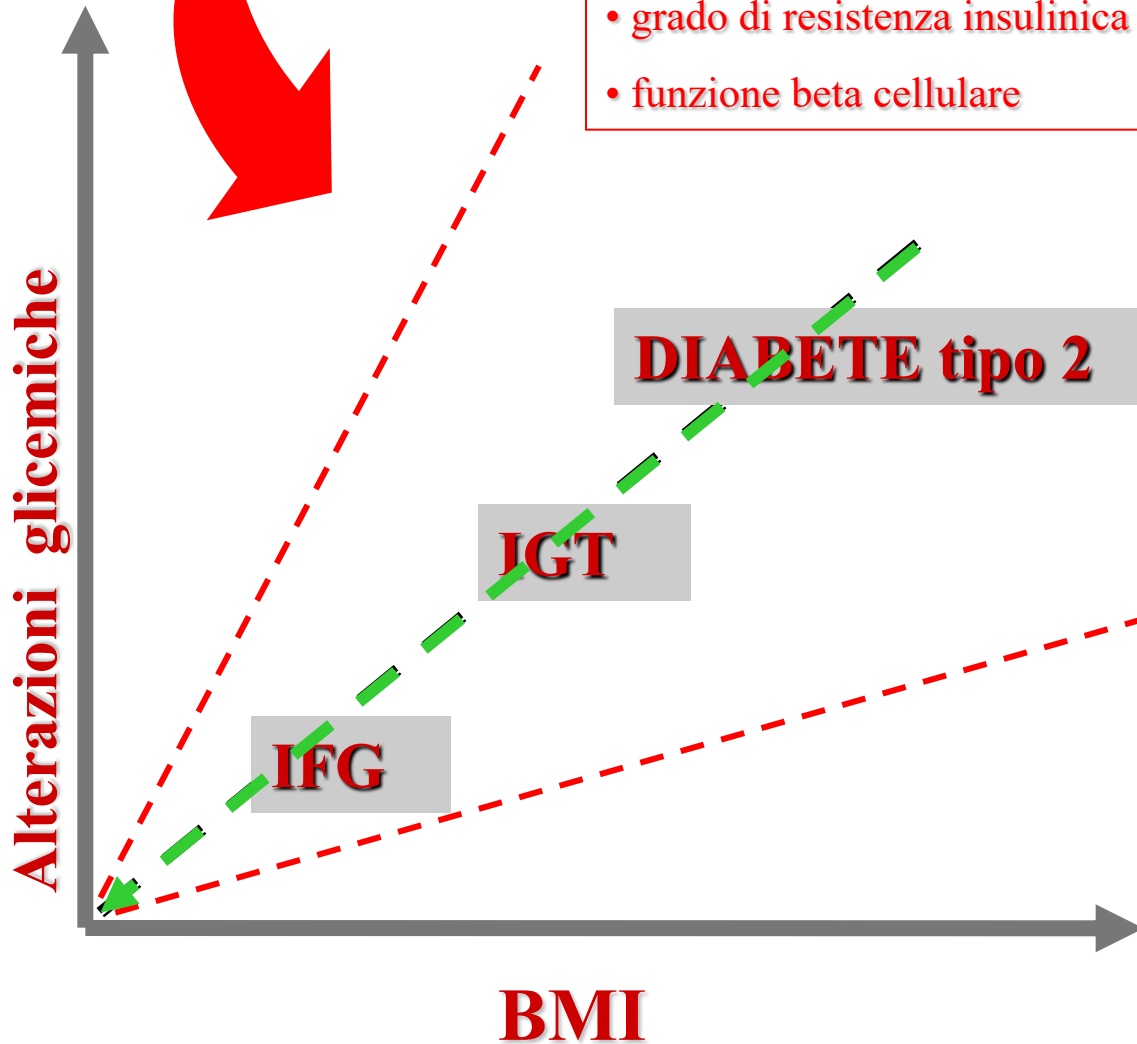 • grado di resistenza insulinica
• funzione beta cellulare
Alterazioni glicemiche
DIABETE tipo 2
IGT
IFG
BMI